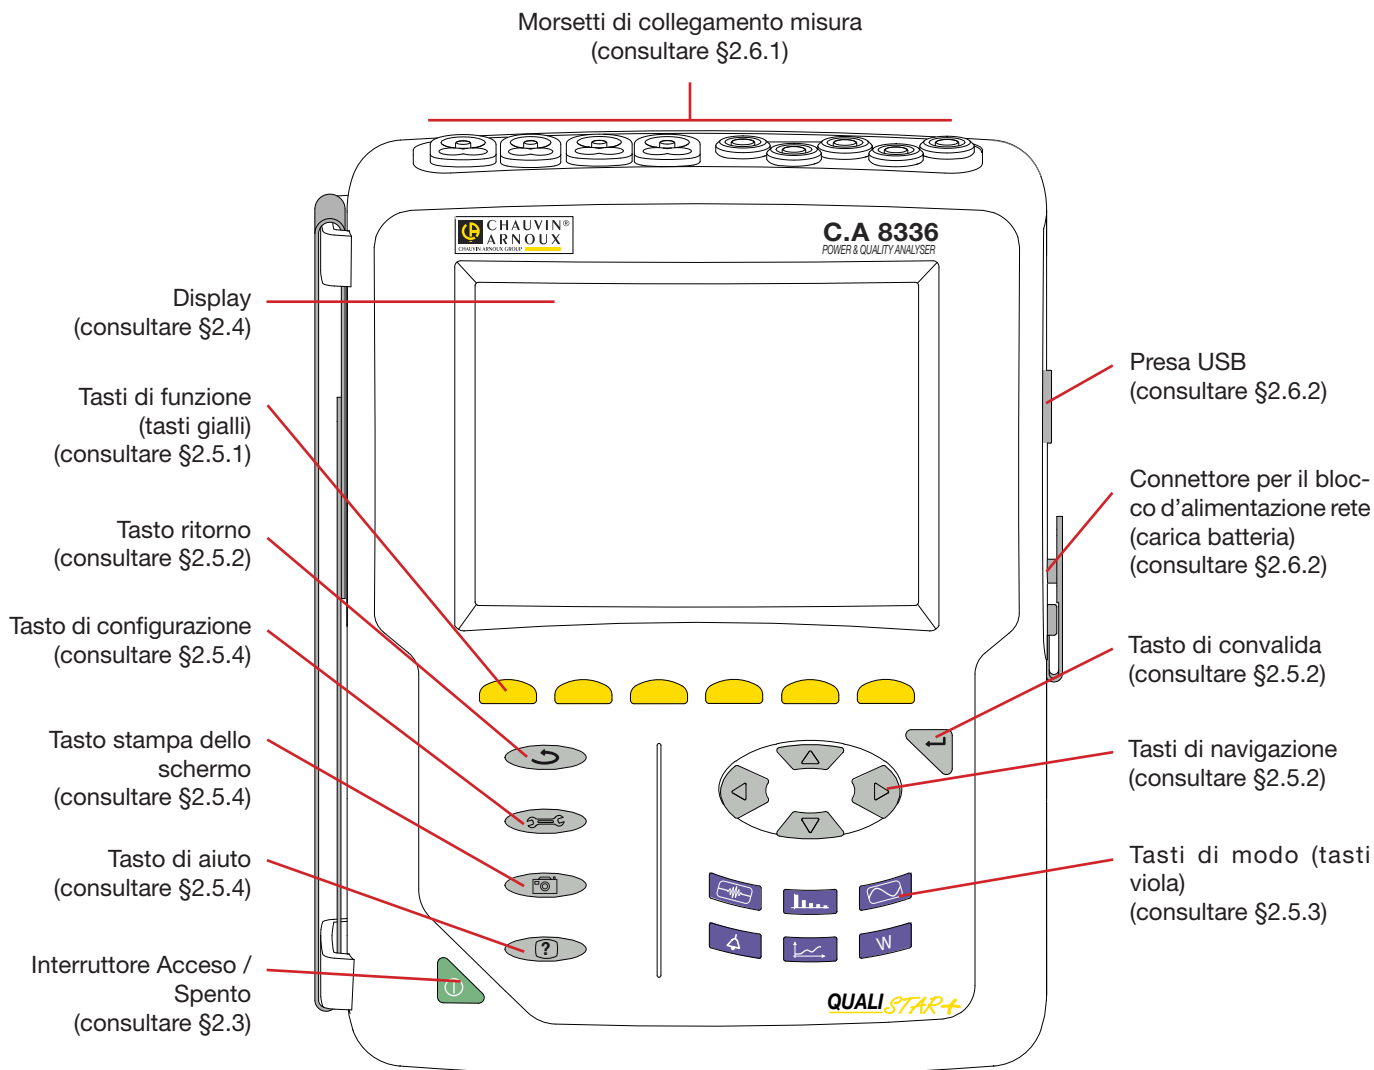 Morsetti di collegamento misura
(consultare §2.6.1)
CHAUVIN®
ARNOUX
CHAUVIN ARNOUX GROUP
C.A 8336
POWER & QUALITY ANALYSER
Display
(consultare §2.4)
Tasti di funzione
(tasti gialli)
(consultare §2.5.1)
Tasto ritorno
(consultare §2.5.2)
Tasto di configurazione
(consultare §2.5.4)
Tasto stampa dello
schermo
(consultare §2.5.4)
Tasto di aiuto
(consultare §2.5.4)
Interruttore Acceso /
Spento
(consultare §2.3)
Presa USB
(consultare §2.6.2)
Connettore per il bloc-
co d’alimentazione rete
(carica batteria)
(consultare §2.6.2)
Tasto di convalida
(consultare §2.5.2)
Tasti di navigazione
(consultare §2.5.2)
Tasti di modo (tasti
viola)
(consultare §2.5.3)
?
W
QUALISTAR+